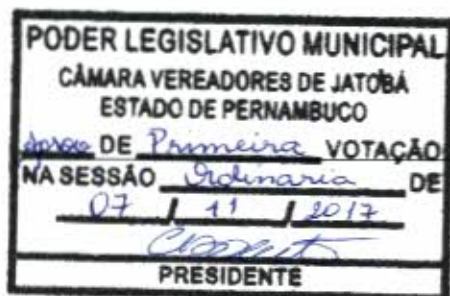 PODER LEGISLATIVO MUNICIPAL
CÂMARA VEREADORES DE JATOBÁ
ESTADO DE PERNAMBUCO
DE Primeira VOTAÇÃO
NA SESSÃO Ordinaria DE
07 / 11 / 2017
PRESIDENTE